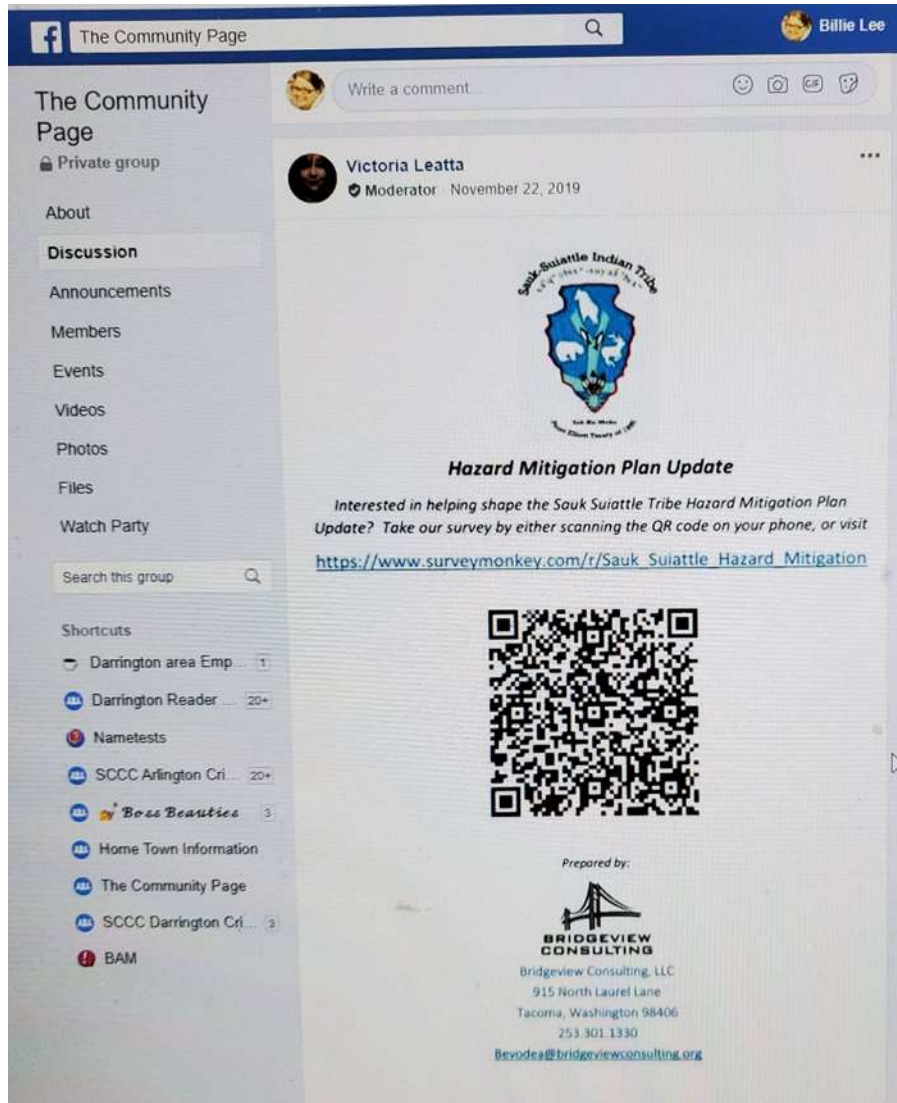 The Community Page
Billie Lee
The Community
Page
Private group
About
Discussion
Announcements
Members
Events
Videos
Photos
Files
Watch Party
Search this group
Shortcuts
Darrington area Emp... 1
Darrington Reader ... 20+
Nametests
SCCC Arlington Cri... 20+
Boss Beauties 3
Home Town Information
The Community Page
SCCC Darrington Cri... 3
BAM
Write a comment...
GIF
Victoria Leatta
Moderator · November 22, 2019
Sauk-Suiattle Indian Tribe
Point Elliott Treaty of
Hazard Mitigation Plan Update
Interested in helping shape the Sauk Suiattle Tribe Hazard Mitigation Plan
Update? Take our survey by either scanning the QR code on your phone, or visit
https://www.surveymonkey.com/r/Sauk_Suiattle_Hazard_Mitigation
Prepared by:
BRIDGEVIEW
CONSULTING
Bridgeview Consulting, LLC
915 North Laurel Lane
Tacoma, Washington 98406
253.301.1330
Bevodea@bridgeviewconsulting.org